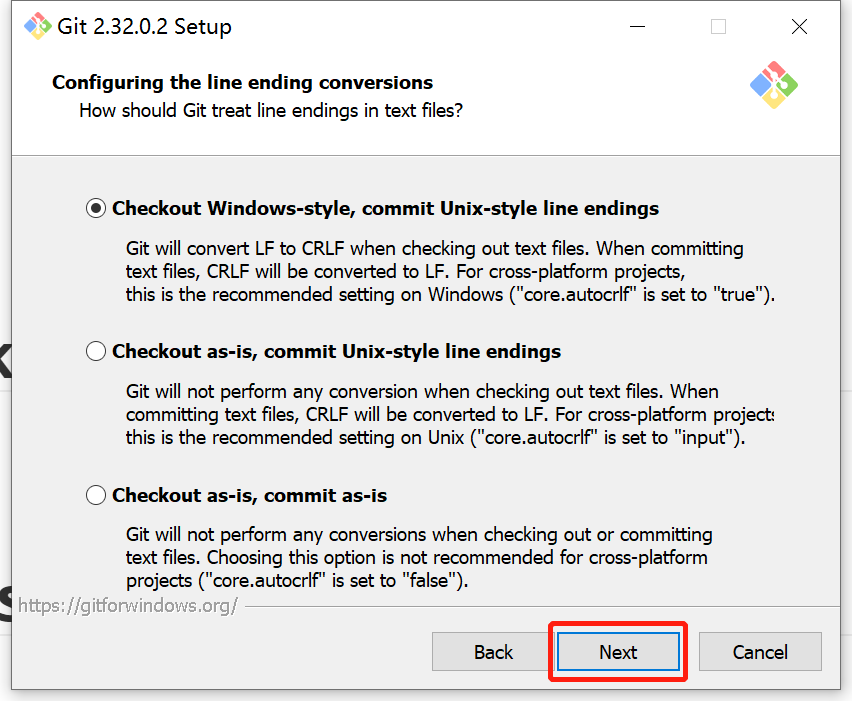 Git 2.32.0.2 Setup
Configuring the line ending conversions
How should Git treat line endings in text files?
Checkout Windows-style, commit Unix-style line endings
Git will convert LF to CRLF when checking out text files. When committing
text files, CRLF will be converted to LF. For cross-platform projects,
this is the recommended setting on Windows ("core.autocrlf" is set to "true").
Checkout as-is, commit Unix-style line endings
Git will not perform any conversion when checking out text files. When
committing text files, CRLF will be converted to LF. For cross-platform projects
this is the recommended setting on Unix ("core.autocrlf" is set to "input").
Checkout as-is, commit as-is
Git will not perform any conversions when checking out or committing
text files. Choosing this option is not recommended for cross-platform
projects ("core.autocrlf" is set to "false").
https://gitforwindows.org/
Back
Next
Cancel